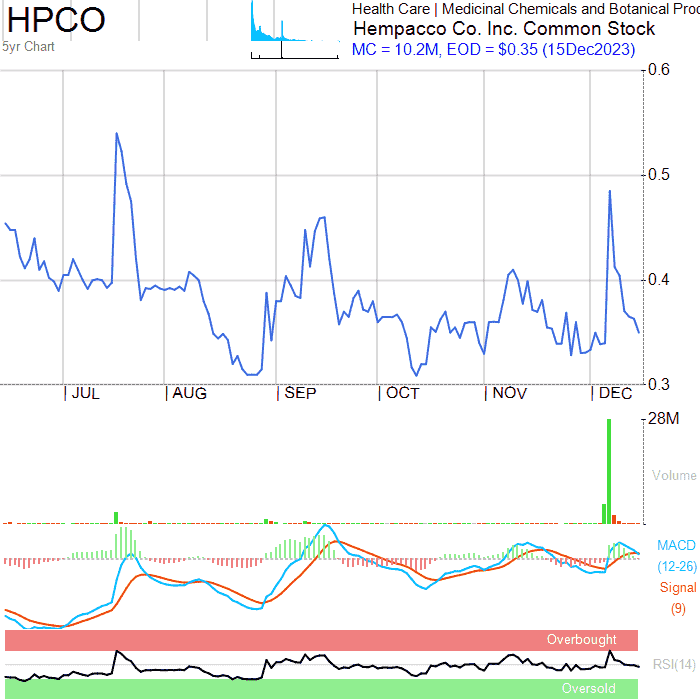 HPCO
5yr Chart
Health Care | Medicinal Chemicals and Botanical Proc
Hempacco Co. Inc. Common Stock
MC = 10.2M, EOD = $0.35 (15Dec2023)
0.6
0.5
0.4
0.3
| JUL | AUG | SEP | OCT | NOV | DEC
28M
Volume
MACD
(12-26)
Signal
(9)
Overbought
RSI(14)
Oversold